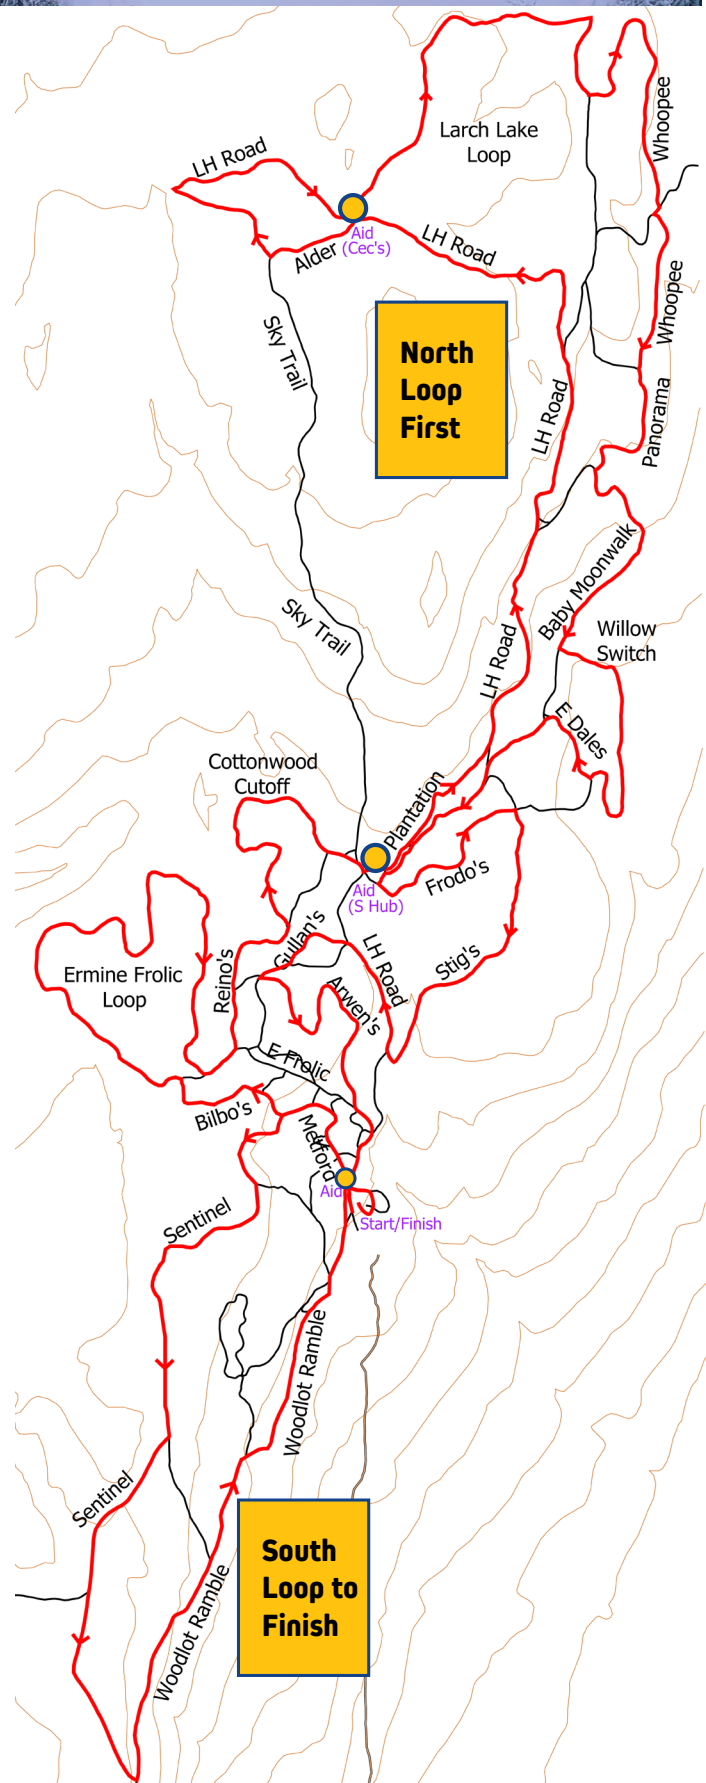 Whoopee
Larch Lake
Loop
LH Road
Aid
(Cec's)
LH Road
Alder
Whoopee
Sky Trail
North
Loop
First
Panorama
LH Road
Baby Moonwalk
Sky Trail
Willow
Switch
LH Road
E Dales
Cottonwood
Cutoff
Plantation
Aid
(S Hub)
Frodo's
Gullan's
LH Road
Stig's
Reino's
Ermine Frolic
Loop
Arwen's
E Frolic
Bilbo's
Metford
Aid
Start/Finish
Sentinel
Woodlot Ramble
Sentinel
South
Loop to
Finish
Woodlot Ramble